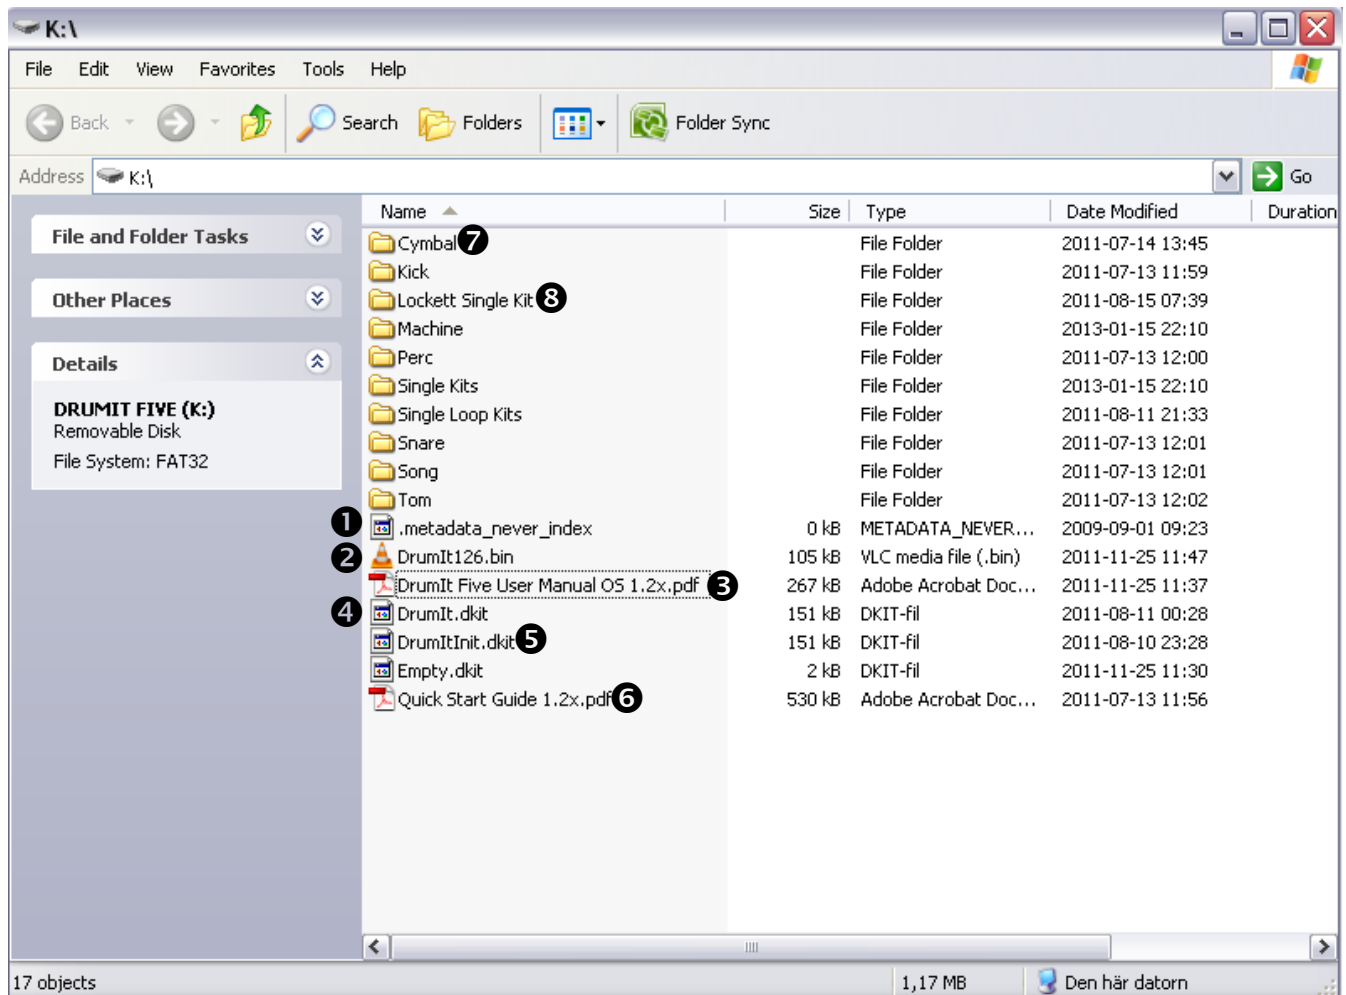 K:\
File Edit View Favorites Tools Help
Back Search Folders Folder Sync
Address K:\ Go
Name Size Type Date Modified Duration
File and Folder Tasks
Other Places
Details
DRUMIT FIVE (K:)
Removable Disk
File System: FAT32
Cymbal 7 File Folder 2011-07-14 13:45
Kick File Folder 2011-07-13 11:59
Lockett Single Kit 8 File Folder 2011-08-15 07:39
Machine File Folder 2013-01-15 22:10
Perc File Folder 2011-07-13 12:00
Single Kits File Folder 2013-01-15 22:10
Single Loop Kits File Folder 2011-08-11 21:33
Snare File Folder 2011-07-13 12:01
Song File Folder 2011-07-13 12:01
Tom File Folder 2011-07-13 12:02
1 .metadata_never_index 0 kB METADATA_NEVER... 2009-09-01 09:23
2 DrumIt126.bin 105 kB VLC media file (.bin) 2011-11-25 11:47
DrumIt Five User Manual OS 1.2x.pdf 3 267 kB Adobe Acrobat Doc... 2011-11-25 11:37
4 DrumIt.dkit 151 kB DKIT-fil 2011-08-11 00:28
DrumItInit.dkit 5 151 kB DKIT-fil 2011-08-10 23:28
Empty.dkit 2 kB DKIT-fil 2011-11-25 11:30
Quick Start Guide 1.2x.pdf 6 530 kB Adobe Acrobat Doc... 2011-07-13 11:56
17 objects 1,17 MB Den här datorn